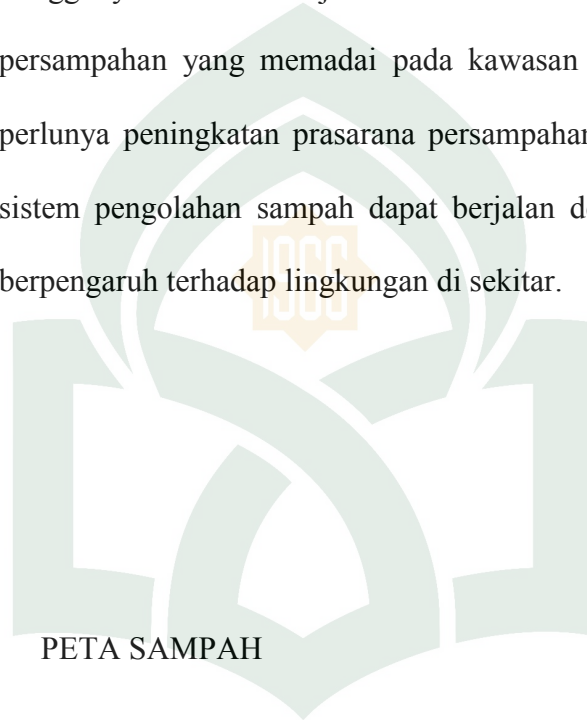 persampahan yang memadai pada kawasan
perlunya peningkatan prasarana persampahan
sistem pengolahan sampah dapat berjalan
berpengaruh terhadap lingkungan di sekitar.
PETA SAMPAH